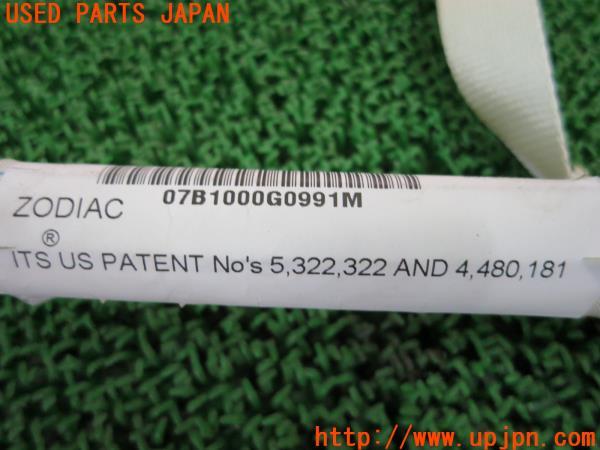 USED PARTS JAPAN
07B1000G0991M
ZODIAC
®
ITS US PATENT No's 5,322,322 AND 4,480,181
http://www.upjpn.com/